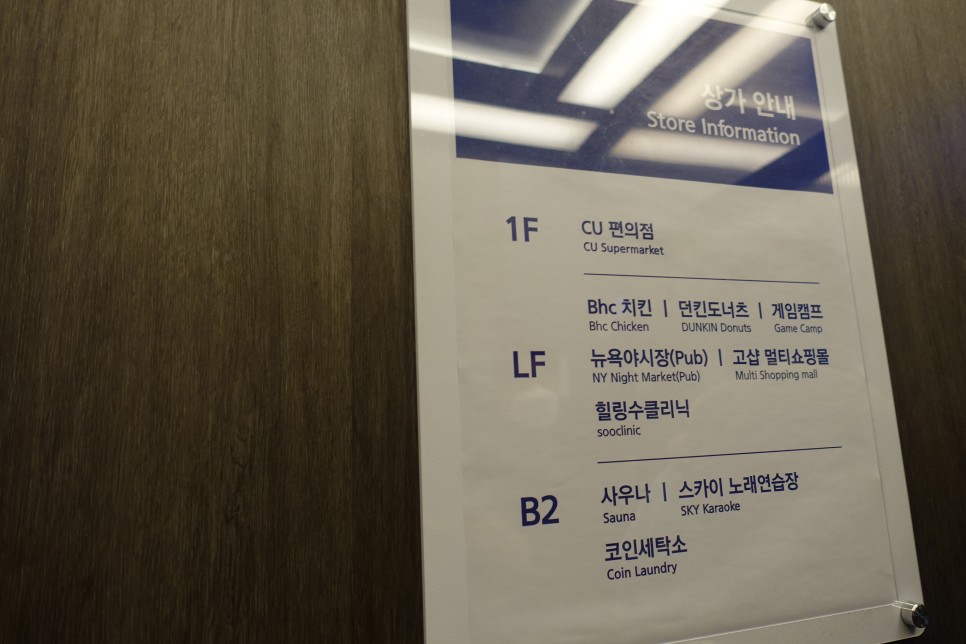 상가 안내
Store Information
1F
CU 편의점
CU Supermarket
LF
Bhc 치킨 | 던킨도너츠 | 게임캠프
Bhc Chicken DUNKIN Donuts Game Camp
뉴욕야시장(Pub) | 고샵 멀티쇼핑몰
NY Night Market(Pub) Multi Shopping mall
힐링수클리닉
sooclinic
B2
사우나 | 스카이 노래연습장
Sauna SKY Karaoke
코인세탁소
Coin Laundry